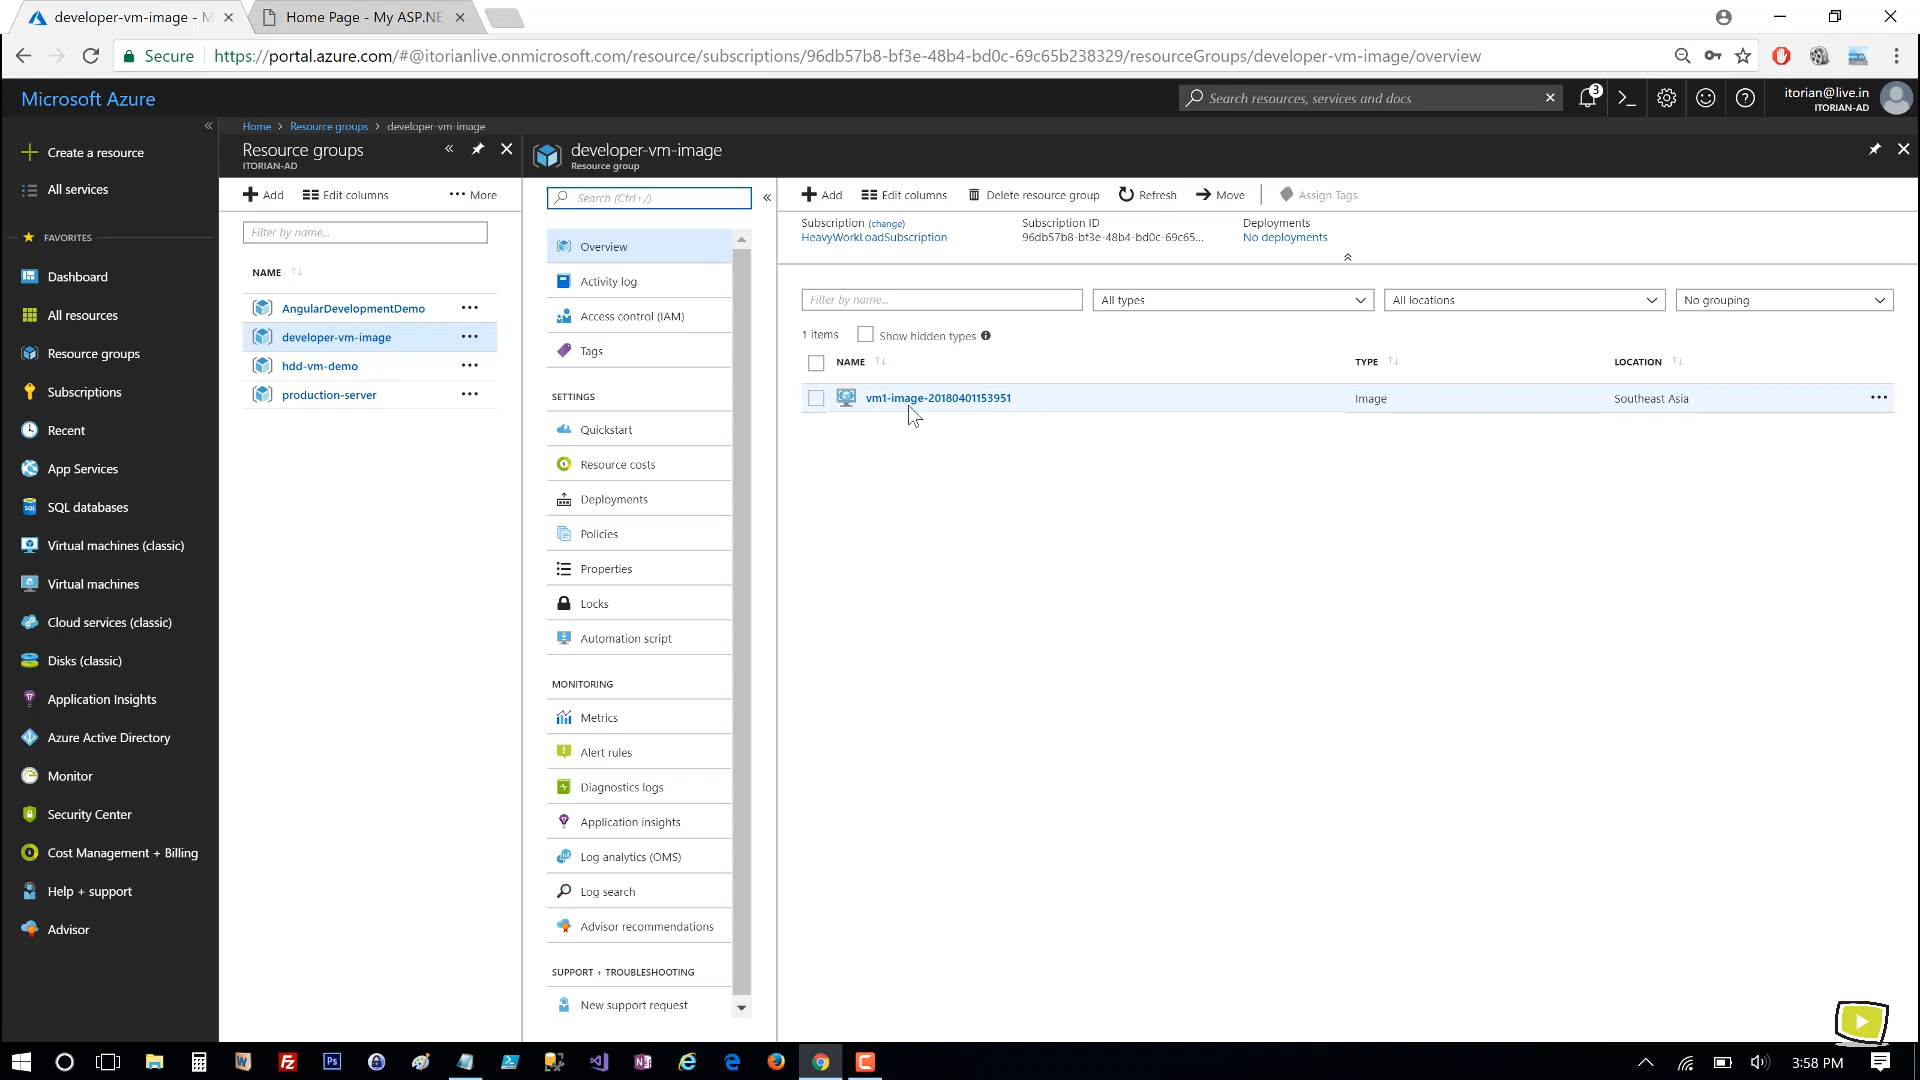 developer-vm-image - M
Home Page - My ASP.NE
Secure
https://portal.azure.com/#@itorianlive.onmicrosoft.com/resource/subscriptions/96db57b8-bf3e-48b4-bd0c-69c65b238329/resourceGroups/developer-vm-image/overview
Microsoft Azure
Search resources, services and docs
3
itorian@live.in
ITORIAN-AD
Create a resource
All services
FAVORITES
Dashboard
All resources
Resource groups
Subscriptions
Recent
App Services
SQL databases
Virtual machines (classic)
Virtual machines
Cloud services (classic)
Disks (classic)
Application Insights
Azure Active Directory
Monitor
Security Center
Cost Management + Billing
Help + support
Advisor
Home > Resource groups > developer-vm-image
Resource groups
ITORIAN-AD
Add Edit columns More
Filter by name...
NAME
AngularDevelopmentDemo
developer-vm-image
hdd-vm-demo
production-server
developer-vm-image
Resource group
Search (Ctrl+/)
Overview
Activity log
Access control (IAM)
Tags
SETTINGS
Quickstart
Resource costs
Deployments
Policies
Properties
Locks
Automation script
MONITORING
Metrics
Alert rules
Diagnostics logs
Application insights
Log analytics (OMS)
Log search
Advisor recommendations
SUPPORT + TROUBLESHOOTING
New support request
Add Edit columns Delete resource group Refresh Move Assign Tags
Subscription (change) Subscription ID Deployments
HeavyWorkLoadSubscription 96db57b8-bf3e-48b4-bd0c-69c65... No deployments
Filter by name... All types All locations No grouping
1 items Show hidden types
NAME TYPE LOCATION
vm1-image-20180401153951 Image Southeast Asia
3:58 PM